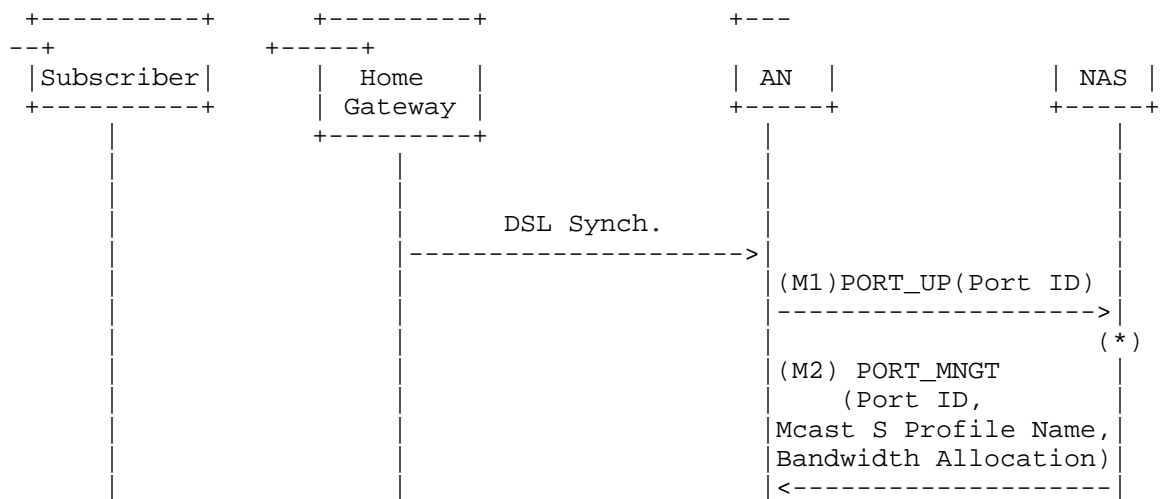 +----------+ +---------+ +---
--+ +-----+
|Subscriber| | Home | | AN | | NAS |
+----------+ | Gateway | +-----+ +-----+
| +---------+ | |
| | | |
| | | |
| | | |
| | DSL Synch. | |
| |--------------------->| |
| | |(M1)PORT_UP(Port ID) |
| | |-------------------->|
| | | (*)
| | |(M2) PORT_MNGT |
| | | (Port ID, |
| | |Mcast S Profile Name,|
| | |Bandwidth Allocation)|
| | |<--------------------|